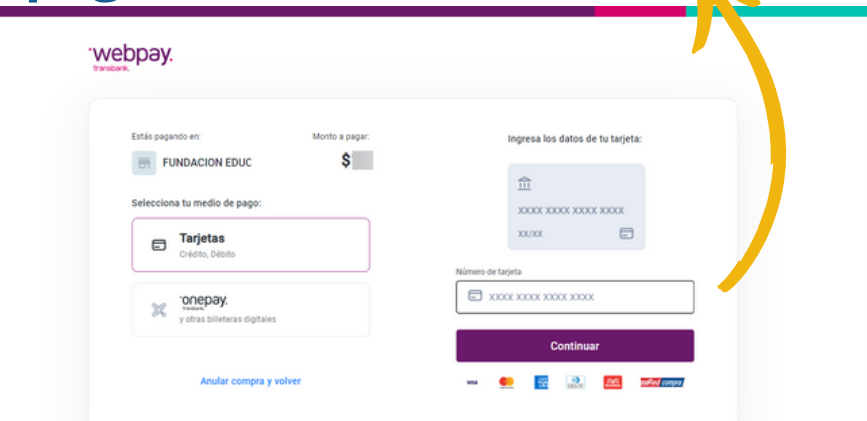 webpay.
transbank.
Estás pagando en:
FUNDACION EDUC
Monto a pagar:
$
Selecciona tu medio de pago:
Tarjetas
Crédito, Débito
onepay.
y otras billeteras digitales
Anular compra y volver
Ingresa los datos de tu tarjeta:
XXXX XXXX XXXX XXXX
XX/XX
Número de tarjeta
XXXX XXXX XXXX XXXX
Continuar
VISA